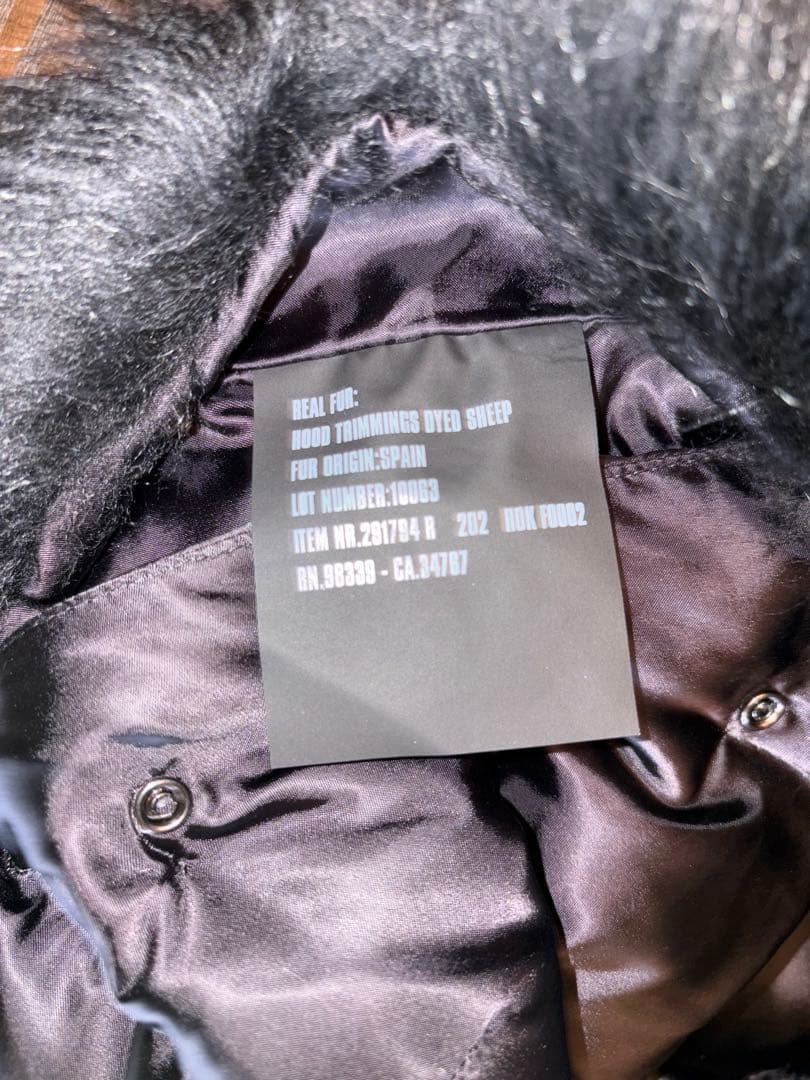 REAL FUR:
HOOD TRIMMINGS DYED SHEEP
FUR ORIGIN:SPAIN
LOT NUMBER:10063
ITEM NR.291794 R 202 HOK F0002
RN.98339 - CA.34767